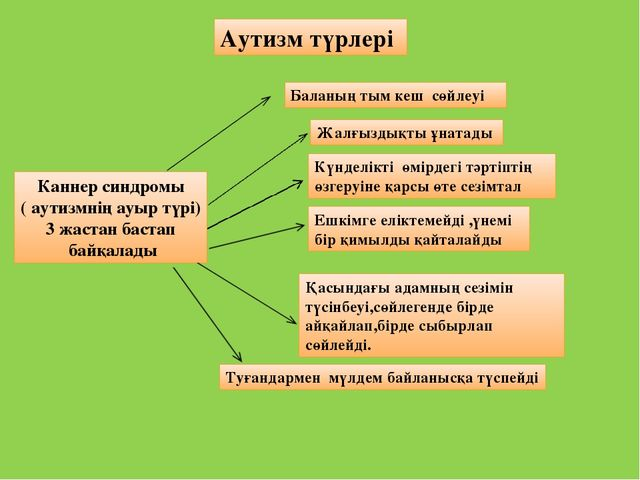 Аутизм түрлері
Баланың тым кеш сөйлеуі
Жалғыздықты ұнатады
Күнделікті өмірдегі тәртіптің
өзгеруіне қарсы өте сезімтал
Каннер синдромы
( аутизмнің ауыр түрі)
3 жастан бастап
байқалады
Ешкімге еліктемейді ,үнемі
бір қимылды қайталайды
Қасындағы адамның сезімін
түсінбеуі,сөйлегенде бірде
айқайлап,бірде сыбырлап
сөйлейді.
Туғандармен мүлдем байланысқа түспейді